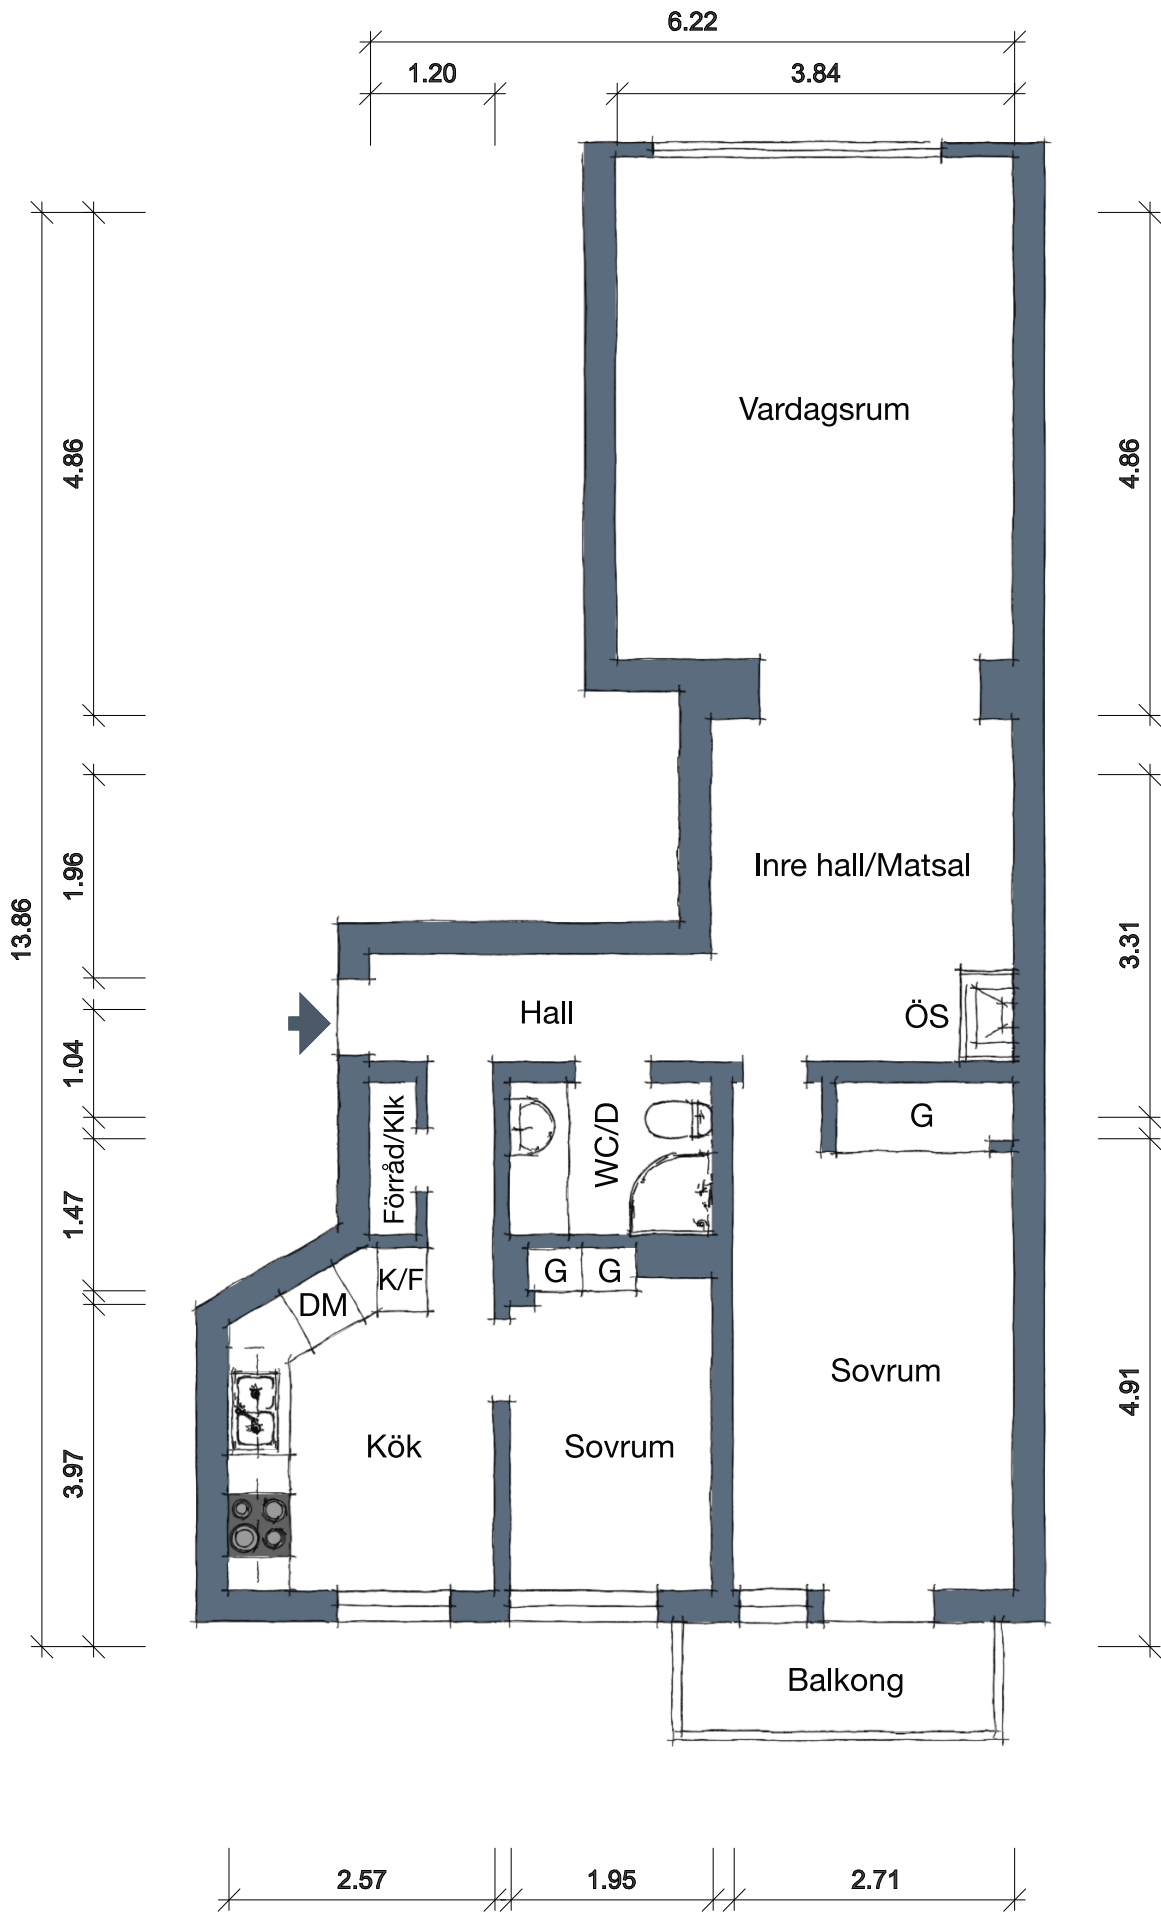 6.22
1.20
3.84
Vardagsrum
4.86
4.86
Inre hall/Matsal
1.96
13.86
3.31
Hall
ÖS
1.04
Förråd/Klk
WC/D
G
1.47
K/F
G
G
DM
Sovrum
4.91
Kök
Sovrum
3.97
Balkong
2.57
1.95
2.71